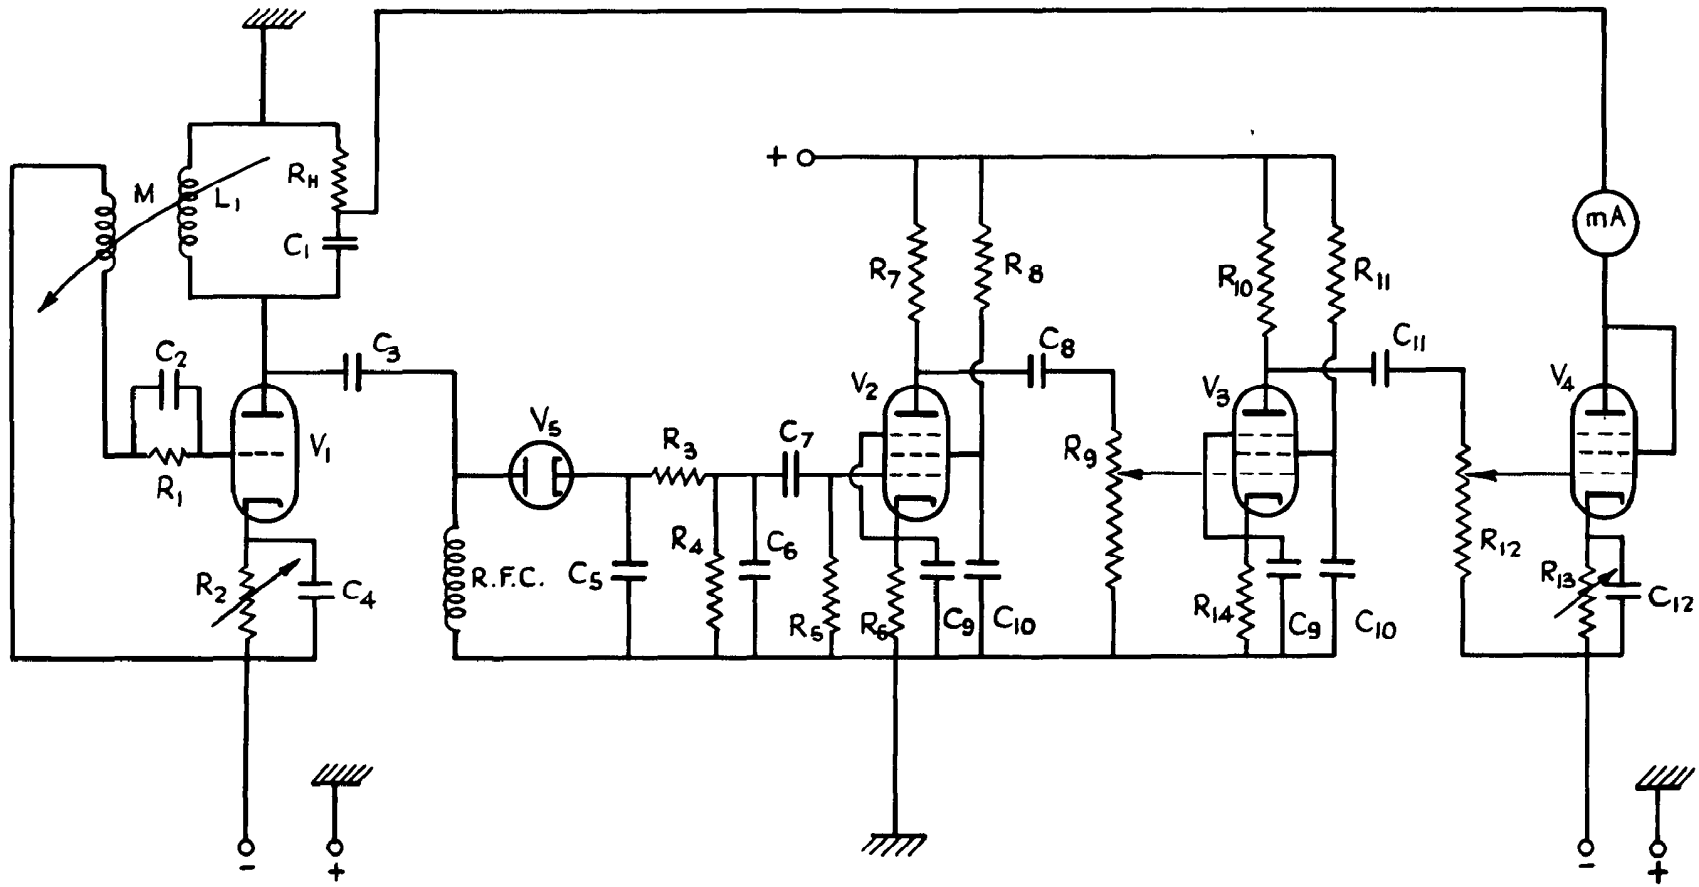 M
L₁
R_H
C₁
C₂
R₁
V₁
C₃
R₂
C₄
− +
V₅
R.F.C.
C₅
R₃
R₄
C₆
C₇
R₅
+
R₇
R₈
V₂
R₆
C₉
C₁₀
C₈
R₉
R₁₀
R₁₁
V₃
R₁₄
C₉
C₁₀
C₁₁
R₁₂
mA
V₄
R₁₃
C₁₂
− +